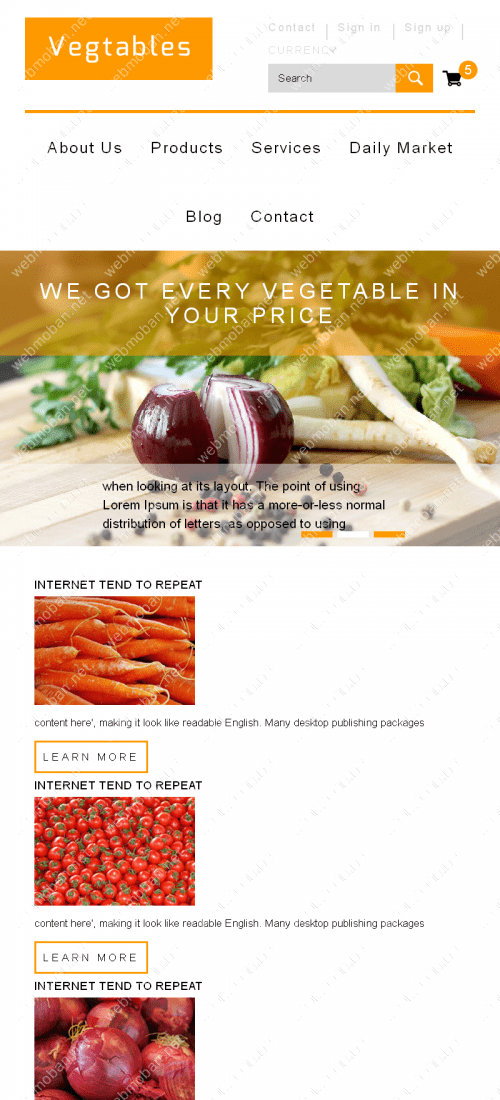 Vegtables
Contact | Sign in | Sign up |
CURRENCY
Search
5
About Us Products Services Daily Market
Blog Contact
WE GOT EVERY VEGETABLE IN
YOUR PRICE
when looking at its layout. The point of using
Lorem Ipsum is that it has a more-or-less normal
distribution of letters, as opposed to using
INTERNET TEND TO REPEAT
content here', making it look like readable English. Many desktop publishing packages
LEARN MORE
INTERNET TEND TO REPEAT
content here', making it look like readable English. Many desktop publishing packages
LEARN MORE
INTERNET TEND TO REPEAT
webmoban.net